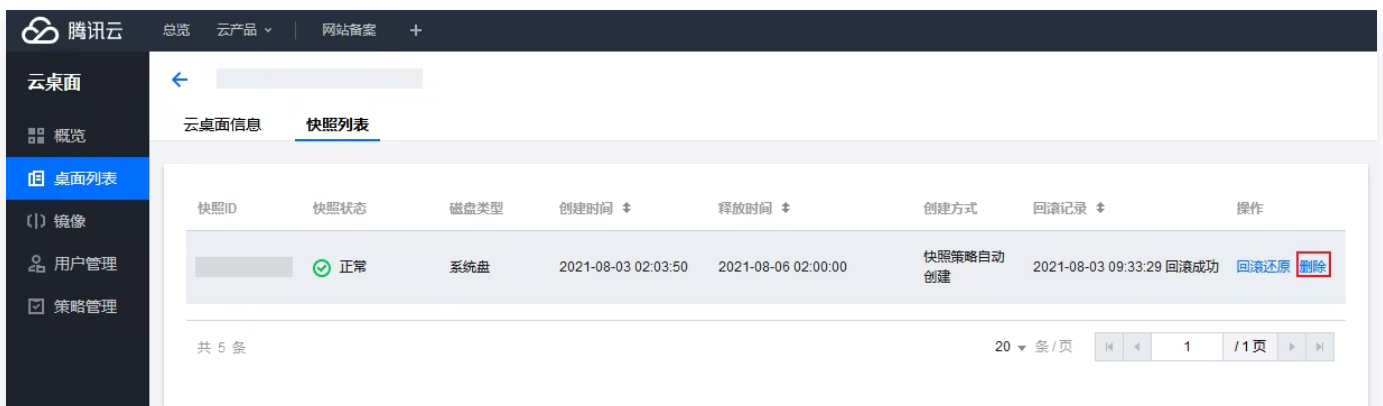 腾讯云 总览 云产品 网站备案 +
云桌面
云桌面信息 快照列表
概览
桌面列表
镜像
用户管理
策略管理
快照ID 快照状态 磁盘类型 创建时间 释放时间 创建方式 回滚记录 操作
正常 系统盘 2021-08-03 02:03:50 2021-08-06 02:00:00 快照策略自动 2021-08-03 09:33:29 回滚成功 回滚还原 删除
创建
共 5 条 20 条/页 1 /1页